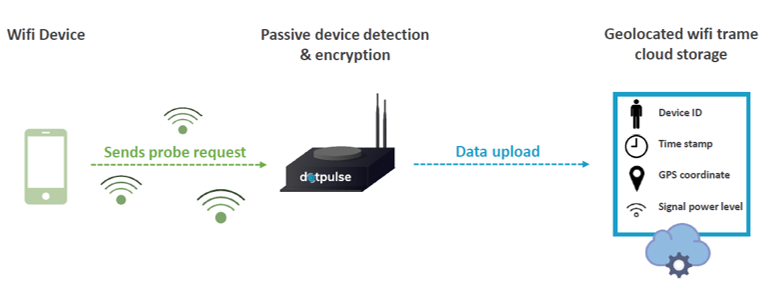 Wifi Device
Passive device detection
& encryption
Geolocated wifi trame
cloud storage
Sends probe request
dotpulse
Data upload
Device ID
Time stamp
GPS coordinate
Signal power level